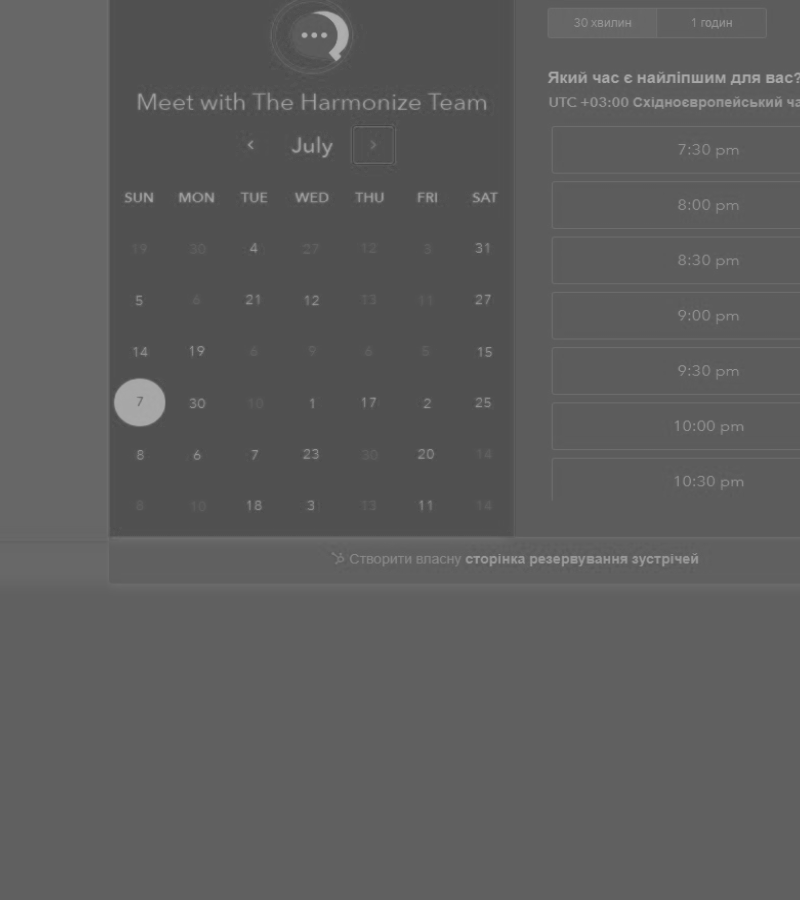 30 хвилин 1 годин
Який час є найліпшим для вас?
UTC +03:00 Східноєвропейський ча
Meet with The Harmonize Team
July
SUN MON TUE WED THU FRI SAT
19 30 4 27 12 3 31
5 6 21 12 13 11 27
14 19 6 9 6 5 15
7 30 10 1 17 2 25
8 6 7 23 30 20 14
8 10 18 3 13 11 14
7:30 pm
8:00 pm
8:30 pm
9:00 pm
9:30 pm
10:00 pm
10:30 pm
Створити власну сторінка резервування зустрічей